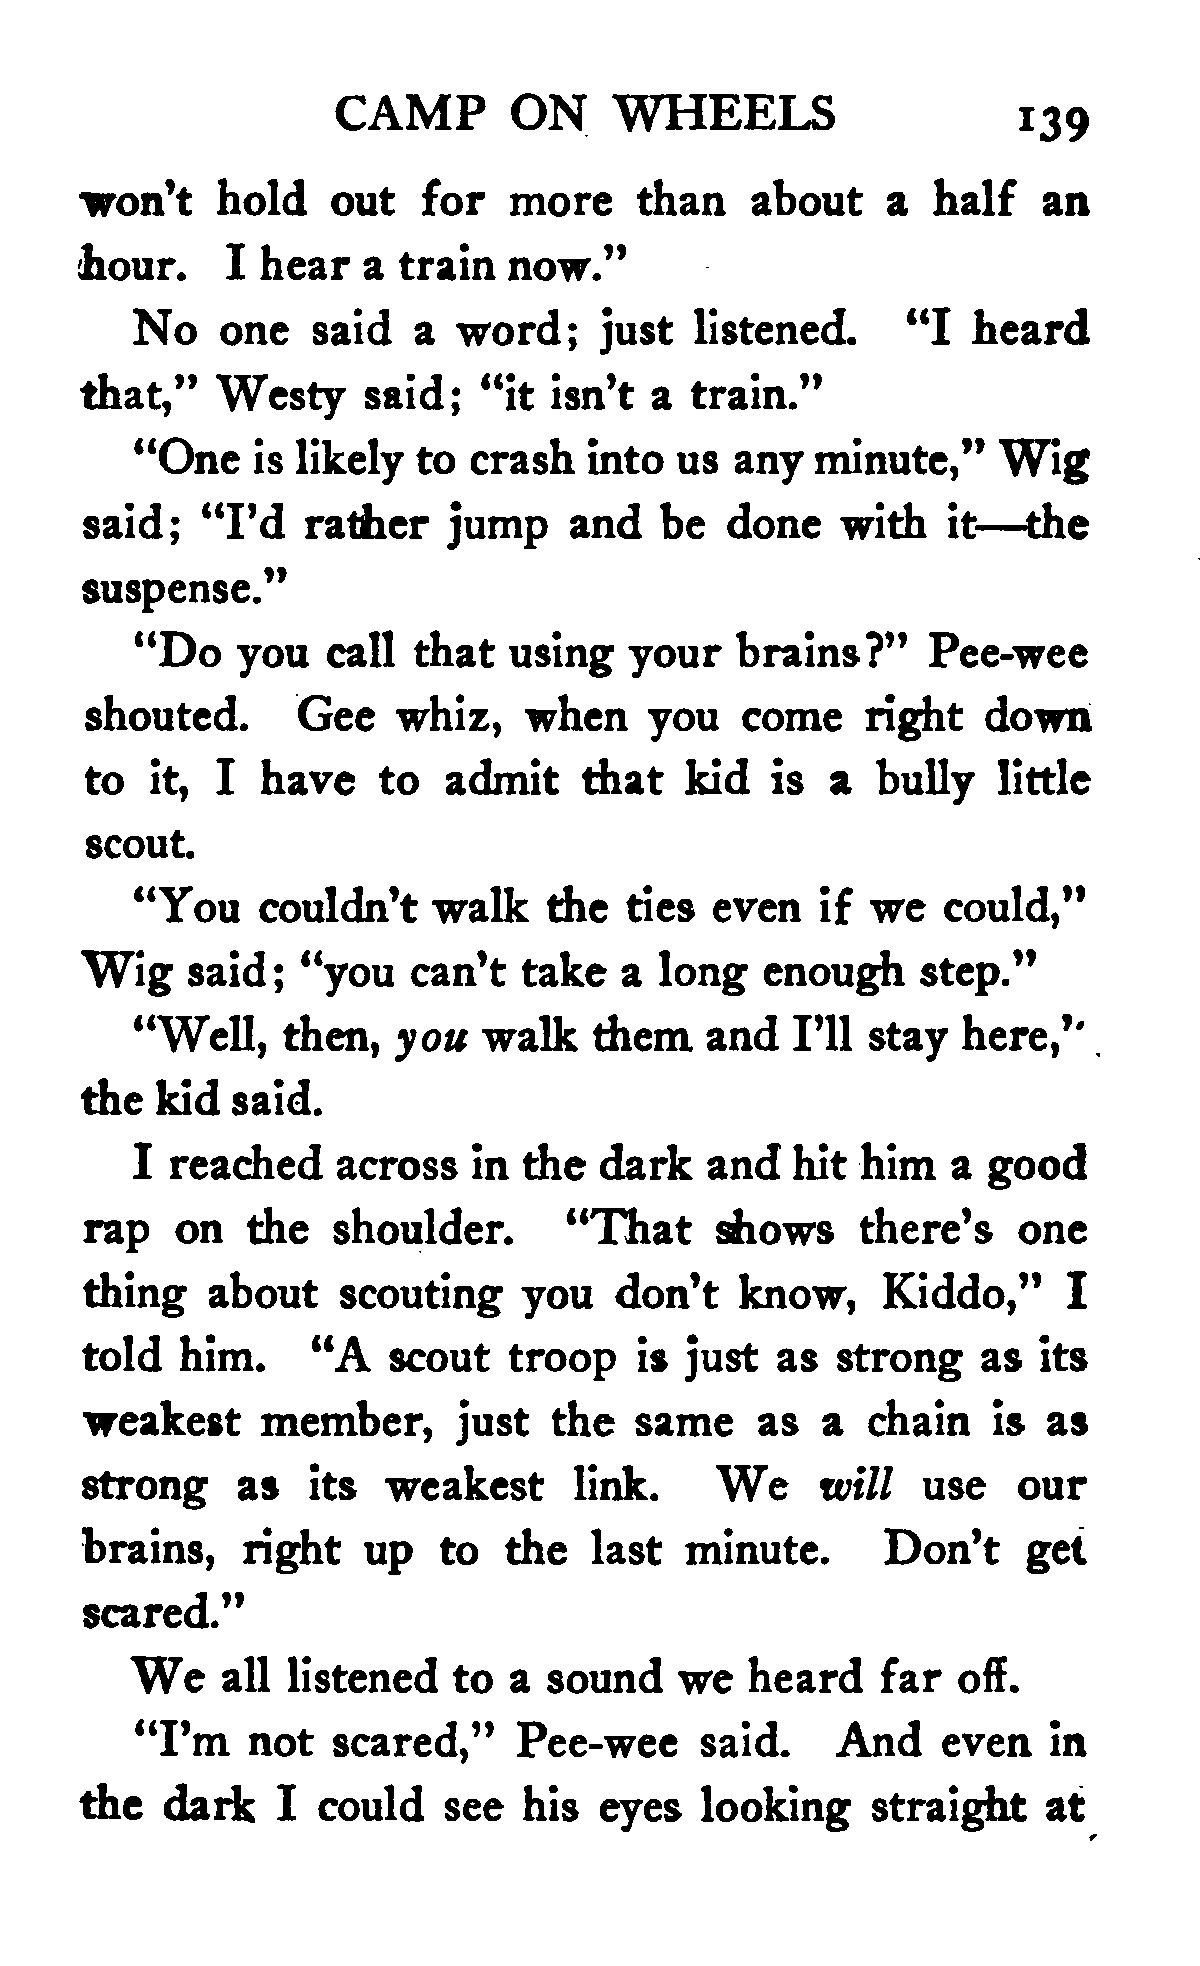 CAMP ON WHEELS 139
won't hold out for more than about a half an
hour. I hear a train now."
No one said a word; just listened. "I heard
that," Westy said; "it isn't a train."
"One is likely to crash into us any minute," Wig
said; "I'd rather jump and be done with it—the
suspense."
"Do you call that using your brains?" Pee-wee
shouted. Gee whiz, when you come right down
to it, I have to admit that kid is a bully little
scout.
"You couldn't walk the ties even if we could,"
Wig said; "you can't take a long enough step."
"Well, then, you walk them and I'll stay here,"
the kid said.
I reached across in the dark and hit him a good
rap on the shoulder. "That shows there's one
thing about scouting you don't know, Kiddo," I
told him. "A scout troop is just as strong as its
weakest member, just the same as a chain is as
strong as its weakest link. We will use our
brains, right up to the last minute. Don't get
scared."
We all listened to a sound we heard far off.
"I'm not scared," Pee-wee said. And even in
the dark I could see his eyes looking straight at